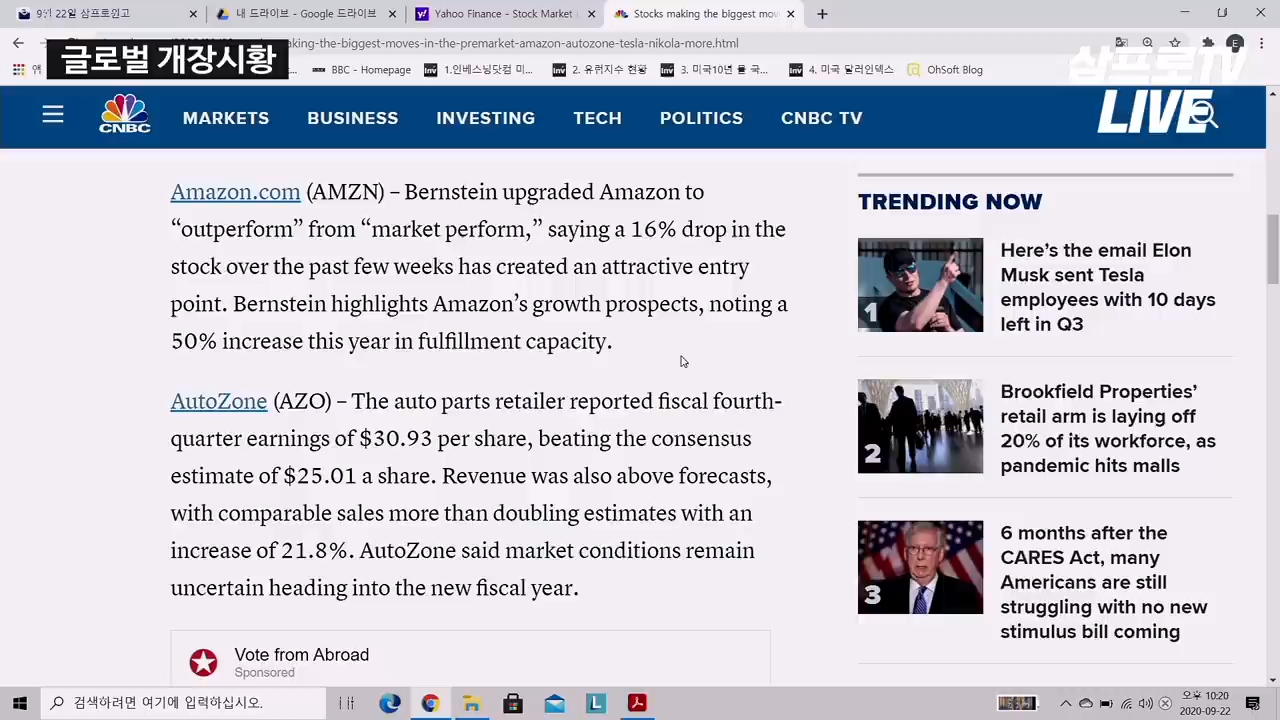 9월 22일 삼프로원고
내 드라이브 - Google 드라이브
Yahoo Finance - Stock Market
Stocks making the biggest mov
글로벌 개장시황
aking-the-biggest-moves-in-the-premar
amazon-autozone-tesla-nikola-more.html
삼프로TV
LIVE
BBC - Homepage
1.인베스닝닷컴 미...
2. 유럽지수 현황
3. 미국10년 물 국...
4. 미국 달러인덱스
OhSoft Blog
CNBC
MARKETS
BUSINESS
INVESTING
TECH
POLITICS
CNBC TV
Amazon.com (AMZN) – Bernstein upgraded Amazon to
“outperform” from “market perform,” saying a 16% drop in the
stock over the past few weeks has created an attractive entry
point. Bernstein highlights Amazon’s growth prospects, noting a
50% increase this year in fulfillment capacity.
AutoZone (AZO) – The auto parts retailer reported fiscal fourth-
quarter earnings of $30.93 per share, beating the consensus
estimate of $25.01 a share. Revenue was also above forecasts,
with comparable sales more than doubling estimates with an
increase of 21.8%. AutoZone said market conditions remain
uncertain heading into the new fiscal year.
Vote from Abroad
Sponsored
TRENDING NOW
1
Here’s the email Elon
Musk sent Tesla
employees with 10 days
left in Q3
2
Brookfield Properties’
retail arm is laying off
20% of its workforce, as
pandemic hits malls
3
6 months after the
CARES Act, many
Americans are still
struggling with no new
stimulus bill coming
검색하려면 여기에 입력하십시오.
오후 10:20
2020-09-22